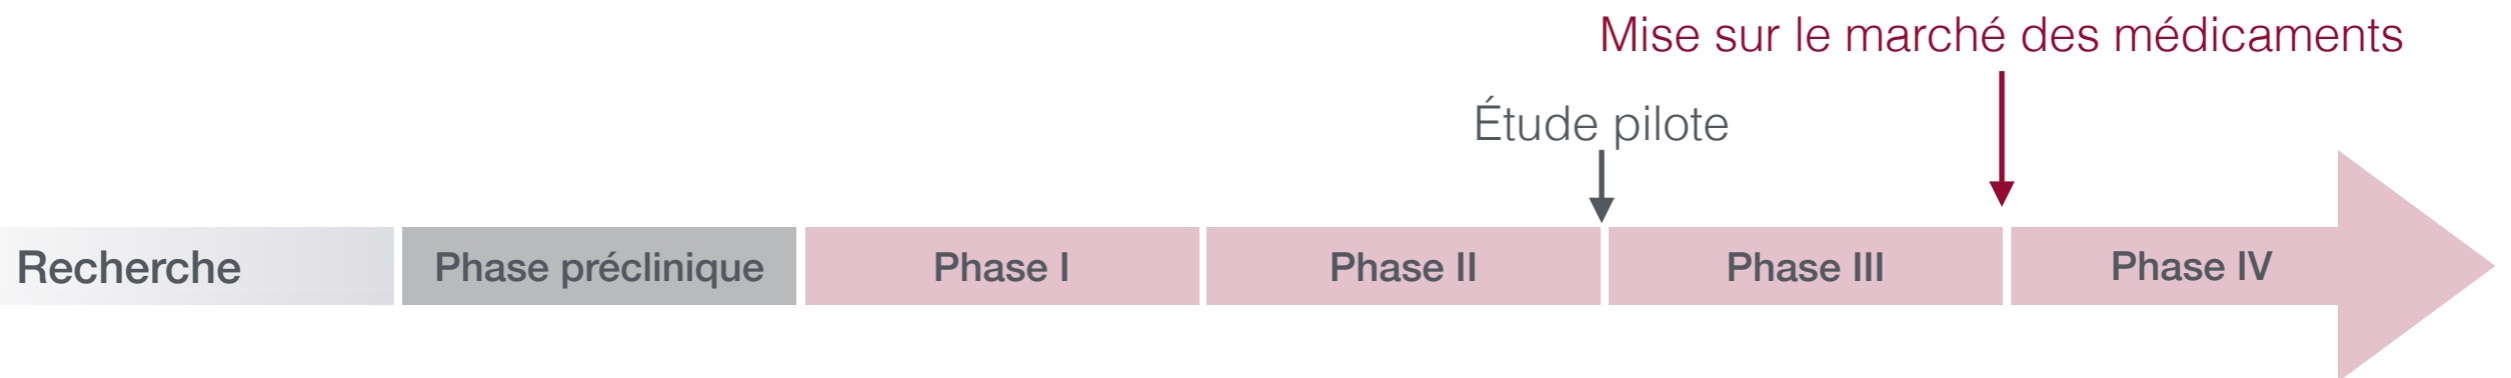 Mise sur le marché des médicaments
Étude pilote
Recherche
Phase préclinique
Phase I
Phase II
Phase III
Phase IV